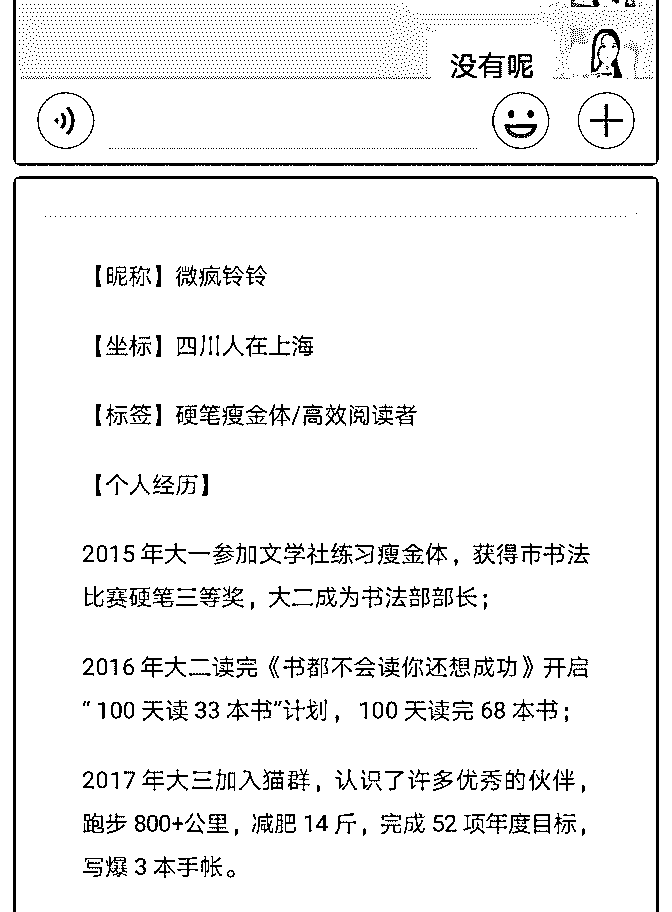 没有呢
【昵称】微疯铃铃
【坐标】四川人在上海
【标签】硬笔瘦金体/高效阅读者
【个人经历】
2015 年大一参加文学社练习瘦金体，获得市书法
比赛硬笔三等奖，大二成为书法部部长；
2016 年大二读完《书都不会读你还想成功》开启
“ 100 天读 33 本书”计划， 100 天读完 68 本书；
2017 年大三加入猫群，认识了许多优秀的伙伴，
跑步 800+公里，减肥 14 斤，完成 52 项年度目标，
写爆 3 本手帐。